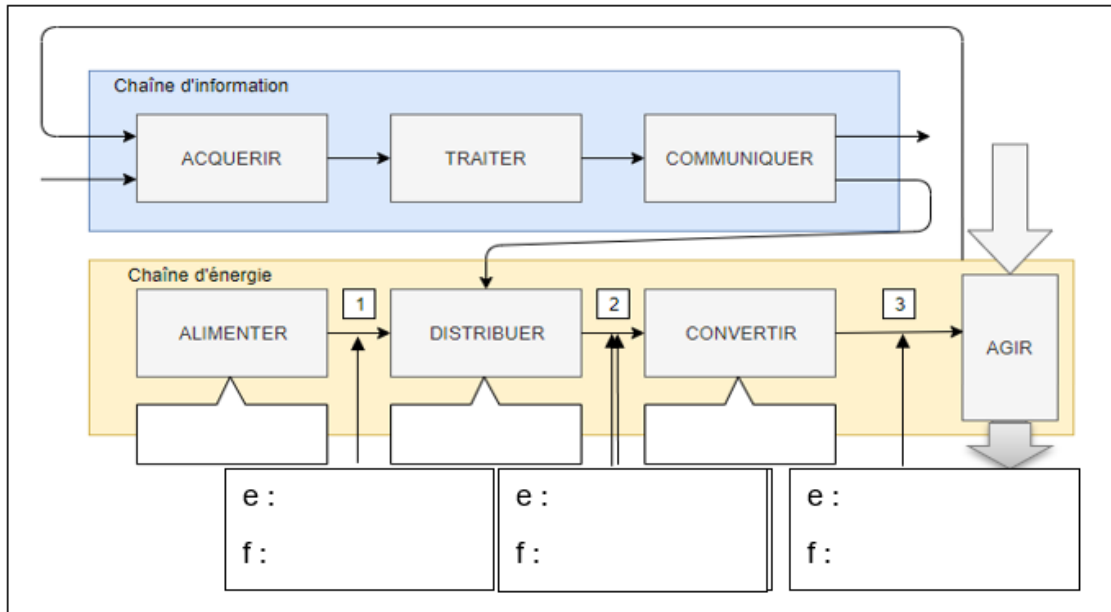 Chaîne d'information
ACQUERIR
TRAITER
COMMUNIQUER
Chaîne d'énergie
1
2
3
ALIMENTER
DISTRIBUER
CONVERTIR
AGIR
e :
f :
e :
f :
e :
f :